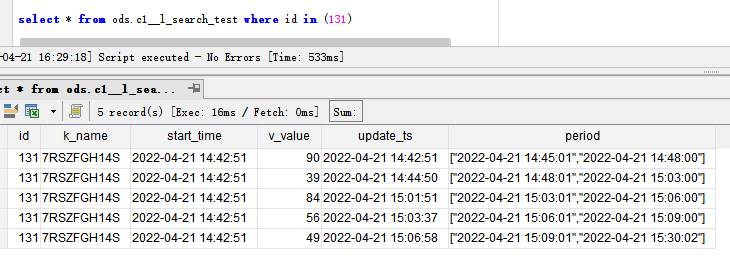 select * from ods.c1__l_search_test where id in (131)
-04-21 16:29:18] Script executed – No Errors [Time: 533ms]
ct * from ods.c1__l_sea...
5 record(s) [Exec: 16ms / Fetch: 0ms] Sum:
id k_name start_time v_value update_ts period
131 7RSZFGH14S 2022-04-21 14:42:51 90 2022-04-21 14:42:51 ["2022-04-21 14:45:01","2022-04-21 14:48:00"]
131 7RSZFGH14S 2022-04-21 14:42:51 39 2022-04-21 14:44:50 ["2022-04-21 14:48:01","2022-04-21 15:03:00"]
131 7RSZFGH14S 2022-04-21 14:42:51 84 2022-04-21 15:01:51 ["2022-04-21 15:03:01","2022-04-21 15:06:00"]
131 7RSZFGH14S 2022-04-21 14:42:51 56 2022-04-21 15:03:37 ["2022-04-21 15:06:01","2022-04-21 15:09:00"]
131 7RSZFGH14S 2022-04-21 14:42:51 49 2022-04-21 15:06:58 ["2022-04-21 15:09:01","2022-04-21 15:30:02"]